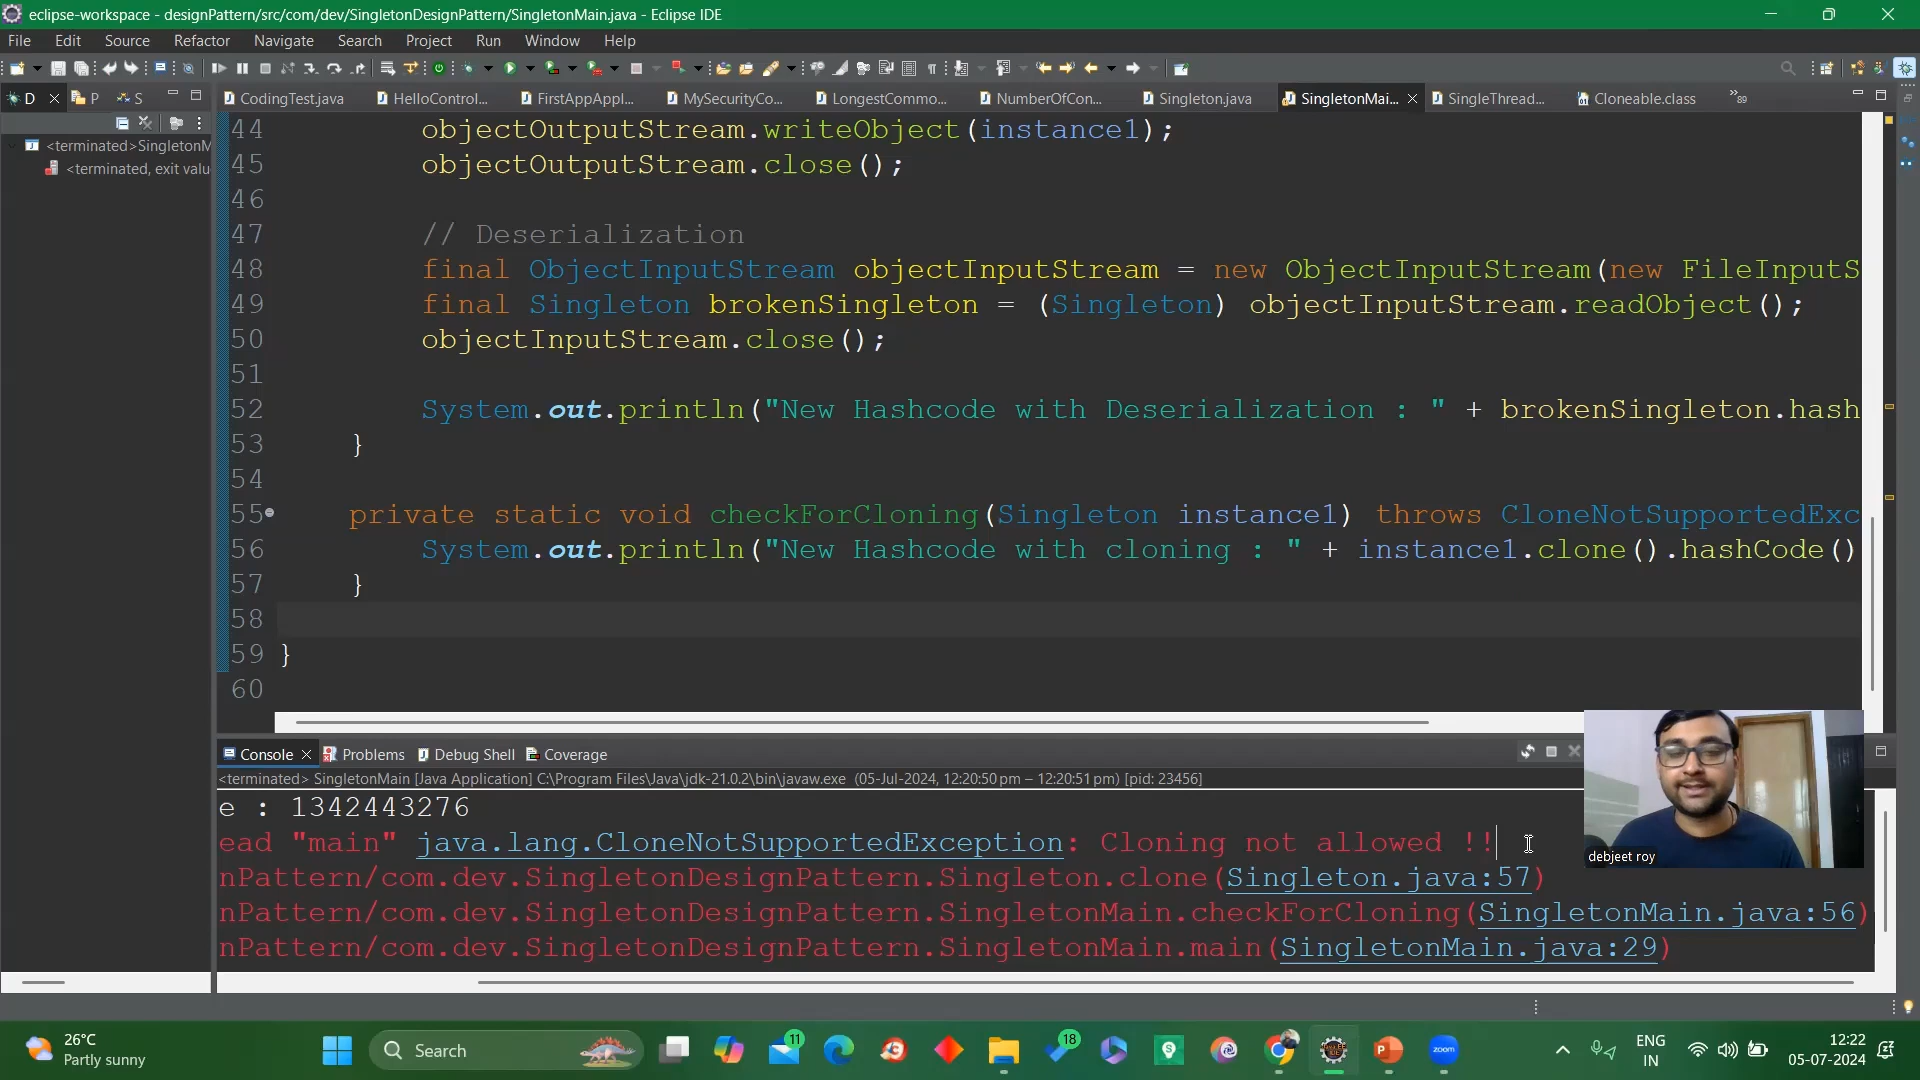 eclipse-workspace - designPattern/src/com/dev/SingletonDesignPattern/SingletonMain.java - Eclipse IDE
File Edit Source Refactor Navigate Search Project Run Window Help
D P S
CodingTest.java HelloControl... FirstAppAppl... MySecurityCo... LongestCommo... NumberOfCon... Singleton.java SingletonMai... SingleThread... Cloneable.class 89
<terminated>SingletonM
<terminated, exit valu
44 objectOutputStream.writeObject(instance1);
45 objectOutputStream.close();
46
47 // Deserialization
48 final ObjectInputStream objectInputStream = new ObjectInputStream(new FileInputS
49 final Singleton brokenSingleton = (Singleton) objectInputStream.readObject();
50 objectInputStream.close();
51
52 System.out.println("New Hashcode with Deserialization : " + brokenSingleton.hash
53 }
54
55 private static void checkForCloning(Singleton instance1) throws CloneNotSupportedExc
56 System.out.println("New Hashcode with cloning : " + instance1.clone().hashCode()
57 }
58
59 }
60
Console Problems Debug Shell Coverage
<terminated> SingletonMain [Java Application] C:\Program Files\Java\jdk-21.0.2\bin\javaw.exe (05-Jul-2024, 12:20:50 pm – 12:20:51 pm) [pid: 23456]
e : 1342443276
ead "main" java.lang.CloneNotSupportedException: Cloning not allowed !!
nPattern/com.dev.SingletonDesignPattern.Singleton.clone(Singleton.java:57)
nPattern/com.dev.SingletonDesignPattern.SingletonMain.checkForCloning(SingletonMain.java:56)
nPattern/com.dev.SingletonDesignPattern.SingletonMain.main(SingletonMain.java:29)
debjeet roy
26°C
Partly sunny
Search
11
18
zoom
ENG
IN
12:22
05-07-2024